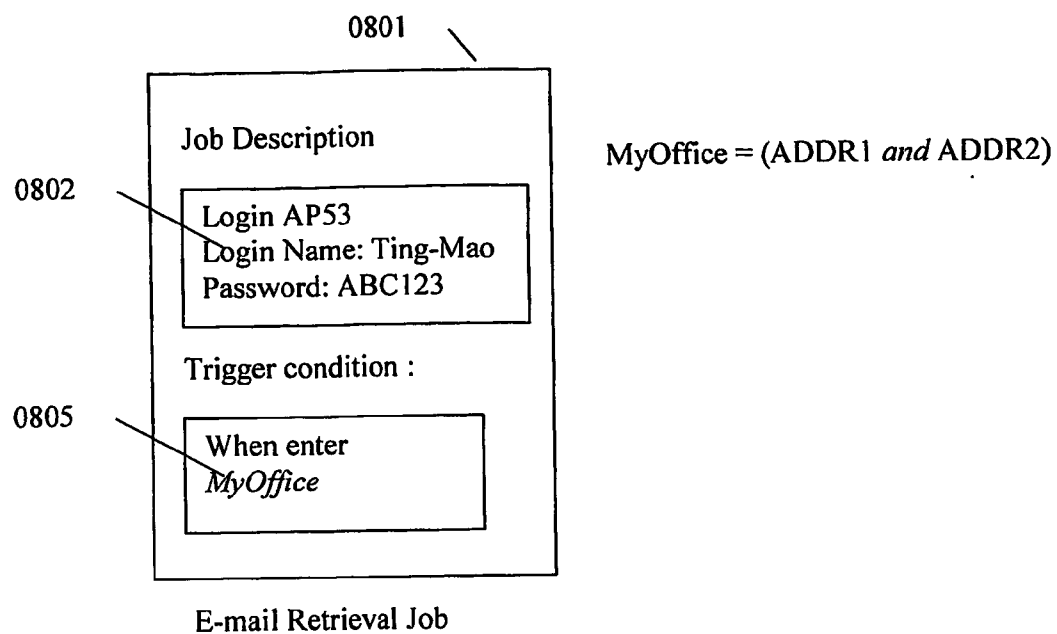 0801
Job Description
MyOffice = (ADDR1 and ADDR2)
0802
Login AP53
Login Name: Ting-Mao
Password: ABC123
Trigger condition :
0805
When enter
MyOffice
E-mail Retrieval Job